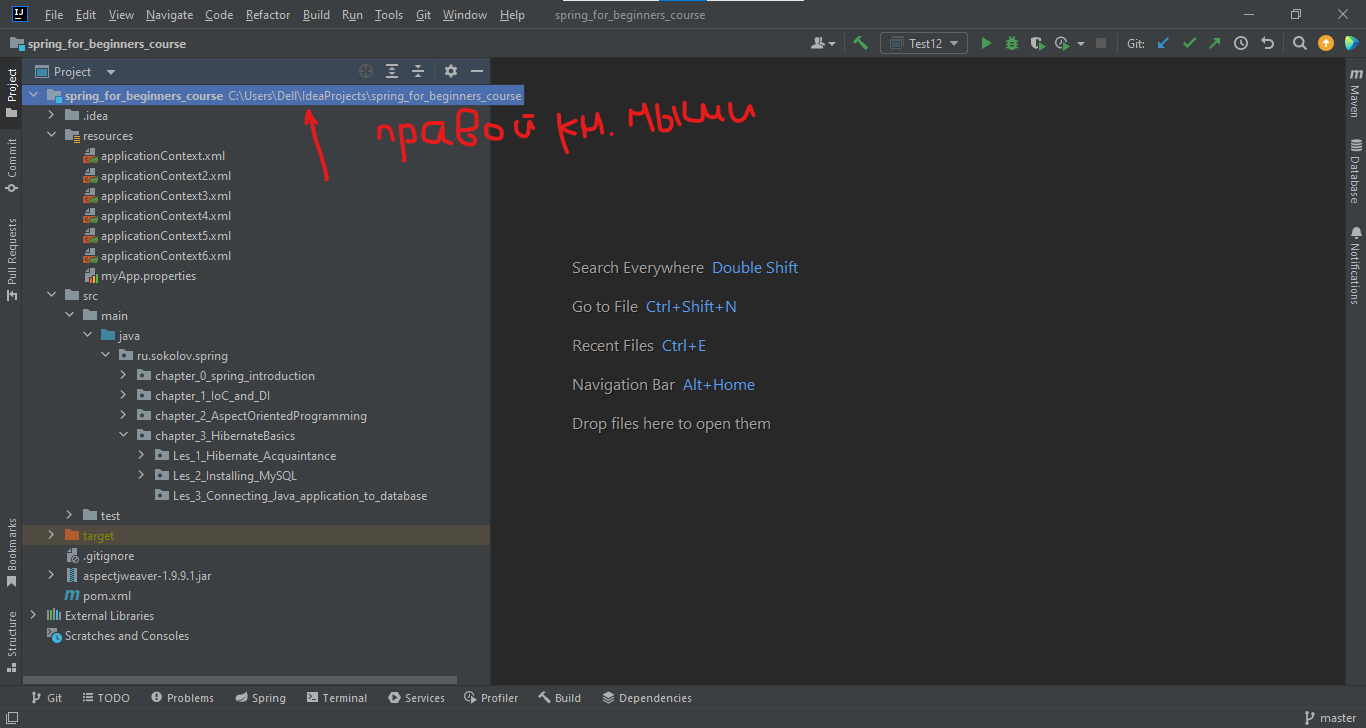 File Edit View Navigate Code Refactor Build Run Tools Git Window Help spring_for_beginners_course
spring_for_beginners_course Test12 Git:
Project
spring_for_beginners_course C:\Users\Dell\IdeaProjects\spring_for_beginners_course
.idea
resources
applicationContext.xml
applicationContext2.xml
applicationContext3.xml
applicationContext4.xml
applicationContext5.xml
applicationContext6.xml
myApp.properties
src
main
java
ru.sokolov.spring
chapter_0_spring_introduction
chapter_1_IoC_and_DI
chapter_2_AspectOrientedProgramming
chapter_3_HibernateBasics
Les_1_Hibernate_Acquaintance
Les_2_Installing_MySQL
Les_3_Connecting_Java_application_to_database
test
target
.gitignore
aspectjweaver-1.9.9.1.jar
pom.xml
External Libraries
Scratches and Consoles
правой кн. мыши
Search Everywhere Double Shift
Go to File Ctrl+Shift+N
Recent Files Ctrl+E
Navigation Bar Alt+Home
Drop files here to open them
Project
Commit
Pull Requests
Bookmarks
Structure
Maven
Database
Notifications
Git TODO Problems Spring Terminal Services Profiler Build Dependencies
master